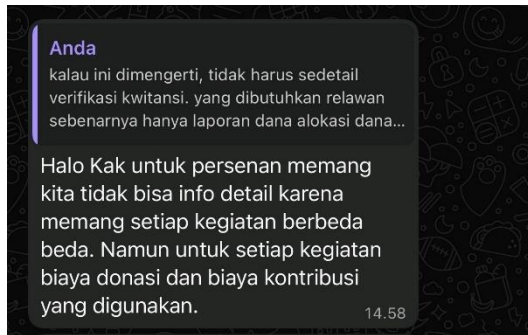 Anda
kalau ini dimengerti, tidak harus sedetail
verifikasi kwitansi. yang dibutuhkan relawan
sebenarnya hanya laporan dana alokasi dana...
Halo Kak untuk persenan memang
kita tidak bisa info detail karena
memang setiap kegiatan berbeda
beda. Namun untuk setiap kegiatan
biaya donasi dan biaya kontribusi
yang digunakan.
14.58